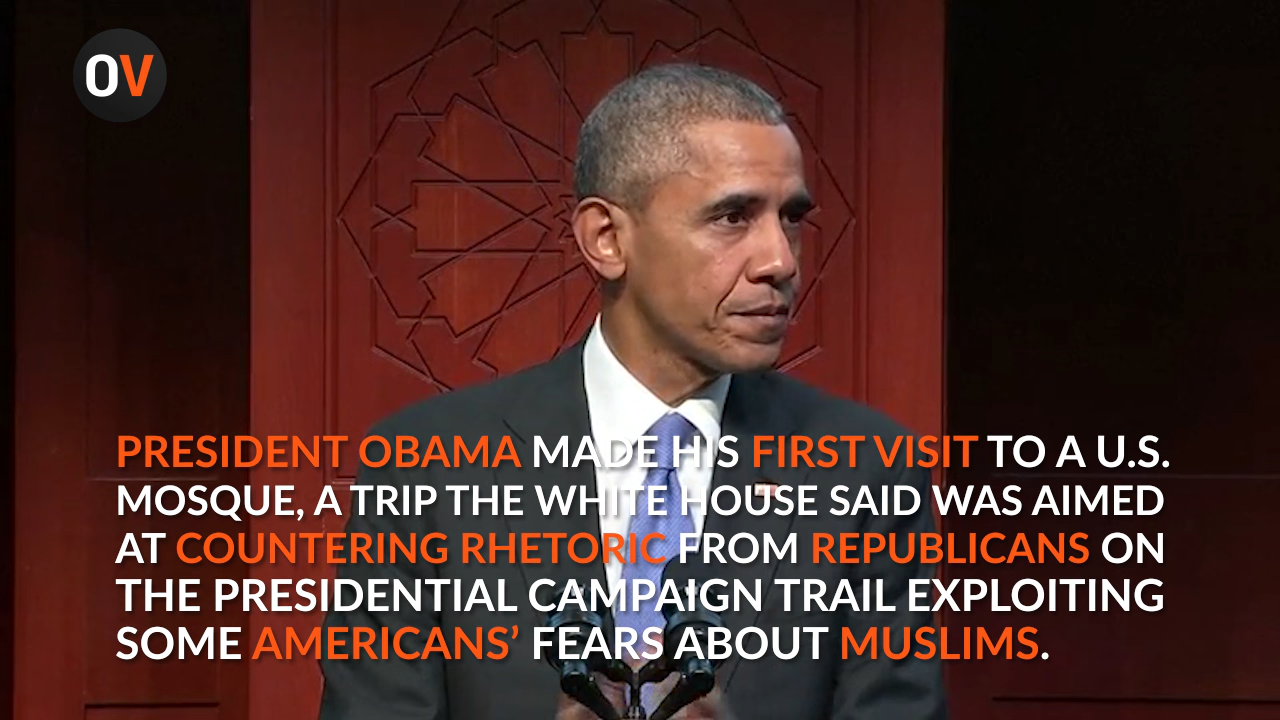 OV
PRESIDENT OBAMA MADE HIS FIRST VISIT TO A U.S.
MOSQUE, A TRIP THE WHITE HOUSE SAID WAS AIMED
AT COUNTERING RHETORIC FROM REPUBLICANS ON
THE PRESIDENTIAL CAMPAIGN TRAIL EXPLOITING
SOME AMERICANS’ FEARS ABOUT MUSLIMS.